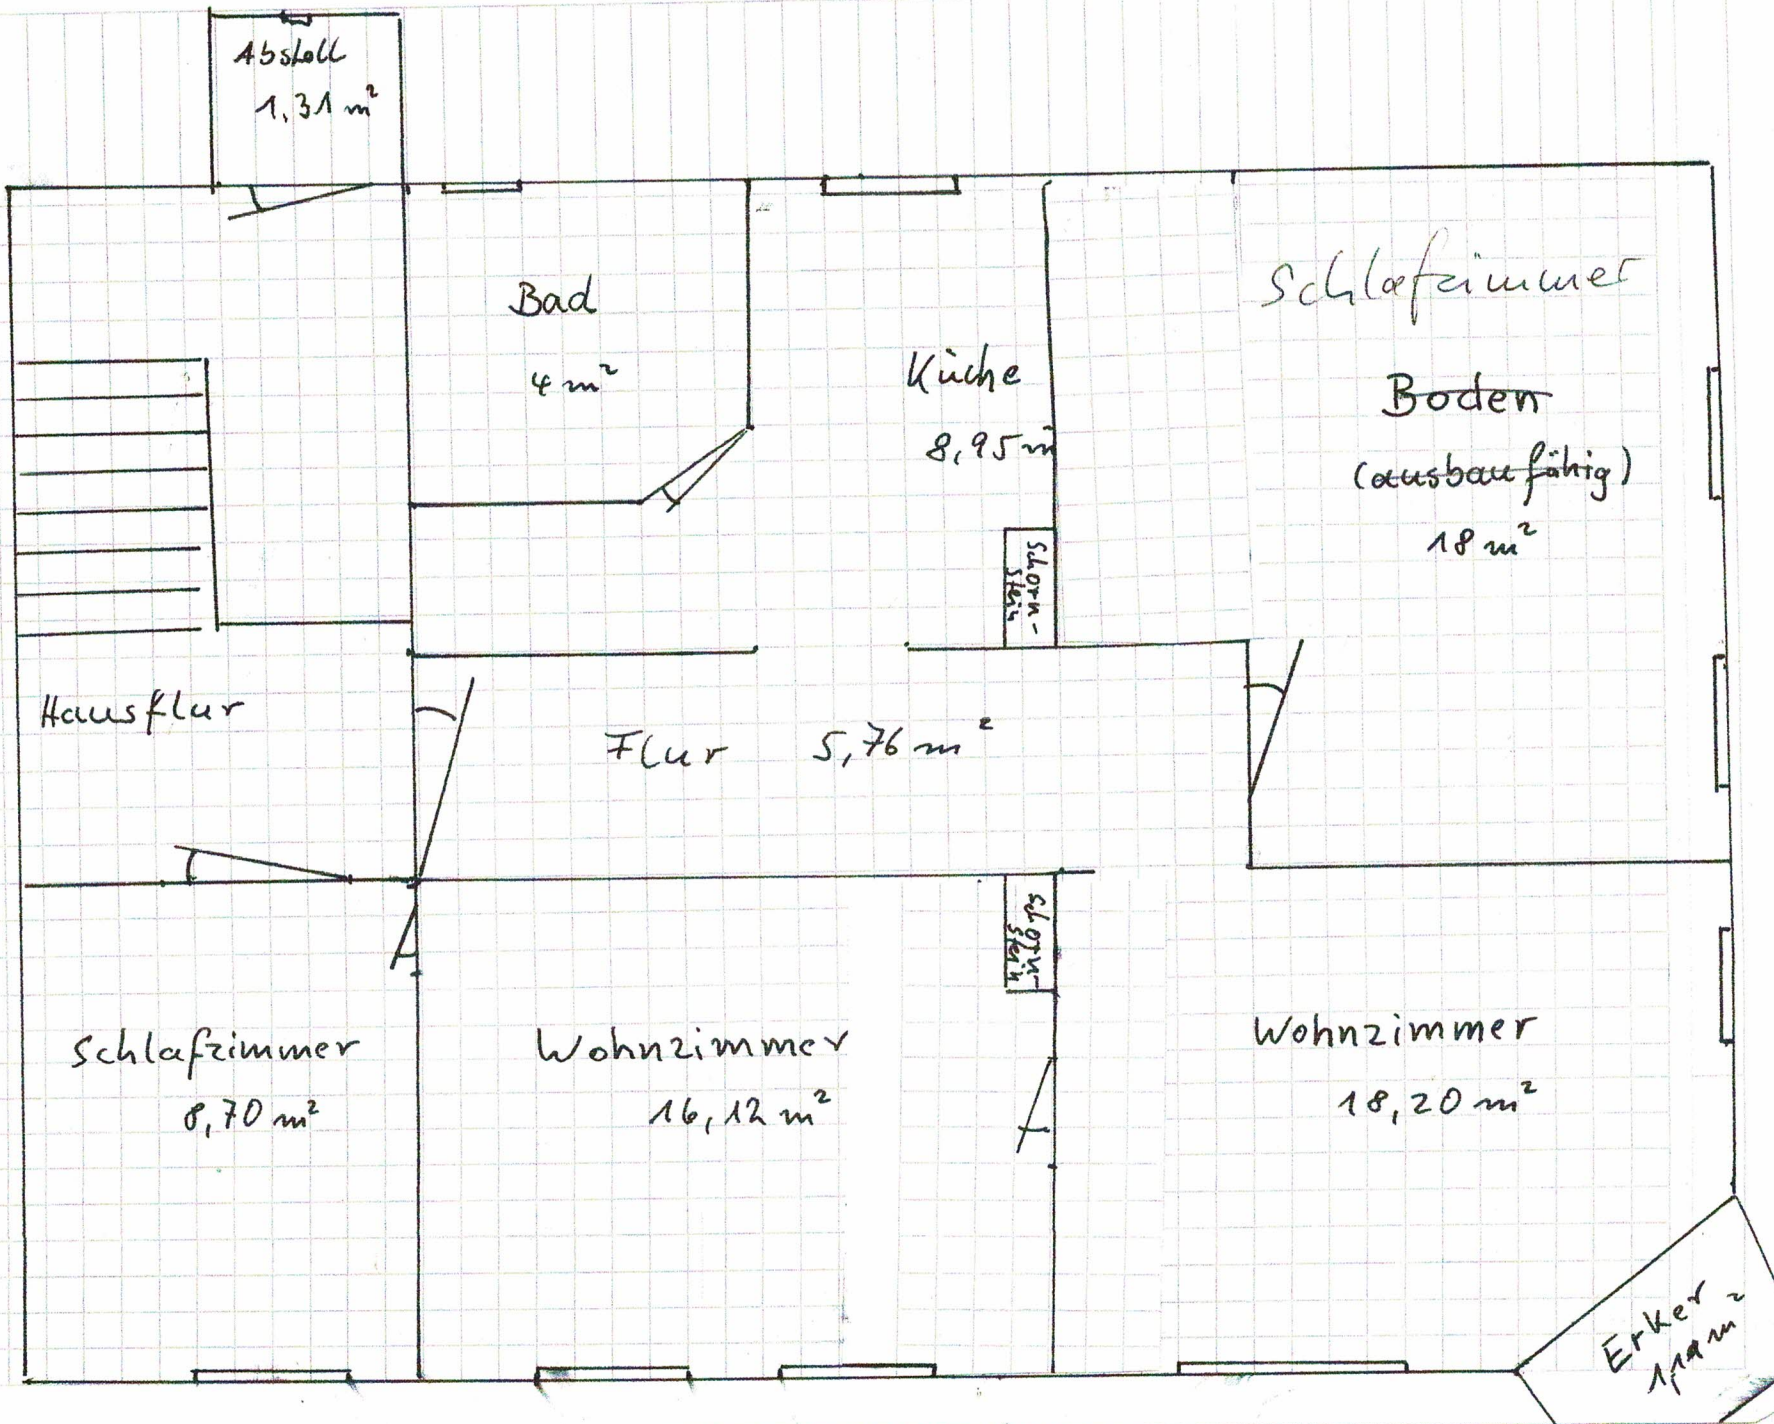 Abstell
1,31 m²
Bad
4 m²
Küche
8,95 m
Schlafzimmer
Boden
(ausbaufähig)
18 m²
Schorn-
stein
Hausflur
Flur 5,76 m²
Schorn-
stein
Schlafzimmer
8,70 m²
Wohnzimmer
16,12 m²
Wohnzimmer
18,20 m²
Erker
1,19 m²